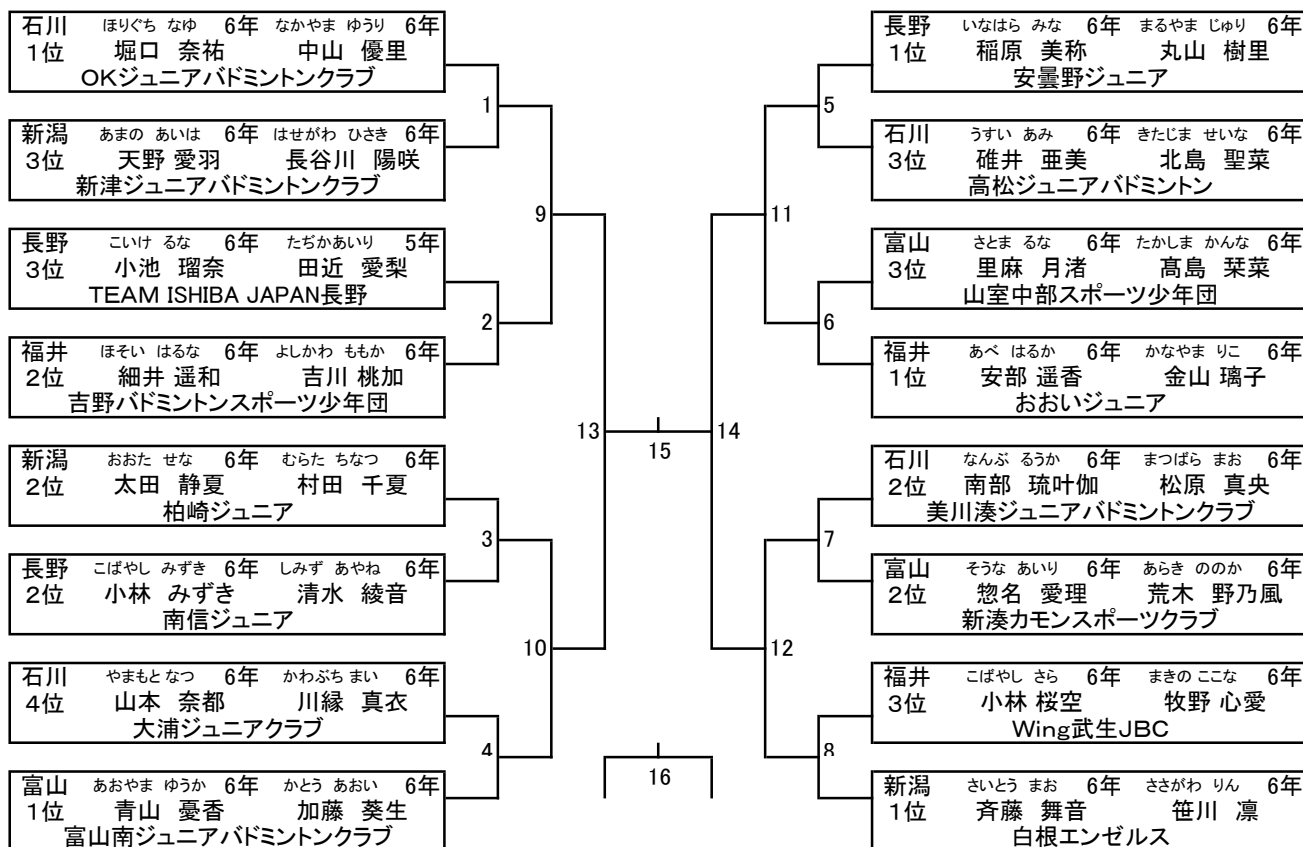 石川 ほりぐち なゆ 6年 なかやま ゆうり 6年
1位 堀口 奈祐 中山 優里
OKジュニアバドミントンクラブ
1
新潟 あまの あいは 6年 はせがわ ひさき 6年
3位 天野 愛羽 長谷川 陽咲
新津ジュニアバドミントンクラブ
9
長野 こいけ るな 6年 たぢかあいり 5年
3位 小池 瑠奈 田近 愛梨
TEAM ISHIBA JAPAN長野
2
福井 ほそい はるな 6年 よしかわ ももか 6年
2位 細井 遥和 吉川 桃加
吉野バドミントンスポーツ少年団
13
新潟 おおた せな 6年 むらた ちなつ 6年
2位 太田 静夏 村田 千夏
柏崎ジュニア
3
長野 こばやし みずき 6年 しみず あやね 6年
2位 小林 みずき 清水 綾音
南信ジュニア
10
石川 やまもと なつ 6年 かわぶち まい 6年
4位 山本 奈都 川縁 真衣
大浦ジュニアクラブ
4
富山 あおやま ゆうか 6年 かとう あおい 6年
1位 青山 憂香 加藤 葵生
富山南ジュニアバドミントンクラブ
15
16
長野 いなはら みな 6年 まるやま じゅり 6年
1位 稲原 美称 丸山 樹里
安曇野ジュニア
5
石川 うすい あみ 6年 きたじま せいな 6年
3位 碓井 亜美 北島 聖菜
高松ジュニアバドミントン
11
富山 さとま るな 6年 たかしま かんな 6年
3位 里麻 月渚 髙島 栞菜
山室中部スポーツ少年団
6
福井 あべ はるか 6年 かなやま りこ 6年
1位 安部 遥香 金山 璃子
おおいジュニア
14
石川 なんぶ るうか 6年 まつばら まお 6年
2位 南部 琉叶伽 松原 真央
美川湊ジュニアバドミントンクラブ
7
富山 そうな あいり 6年 あらき ののか 6年
2位 惣名 愛理 荒木 野乃風
新湊カモンスポーツクラブ
12
福井 こばやし さら 6年 まきの ここな 6年
3位 小林 桜空 牧野 心愛
Wing武生JBC
8
新潟 さいとう まお 6年 ささがわ りん 6年
1位 斉藤 舞音 笹川 凛
白根エンゼルス